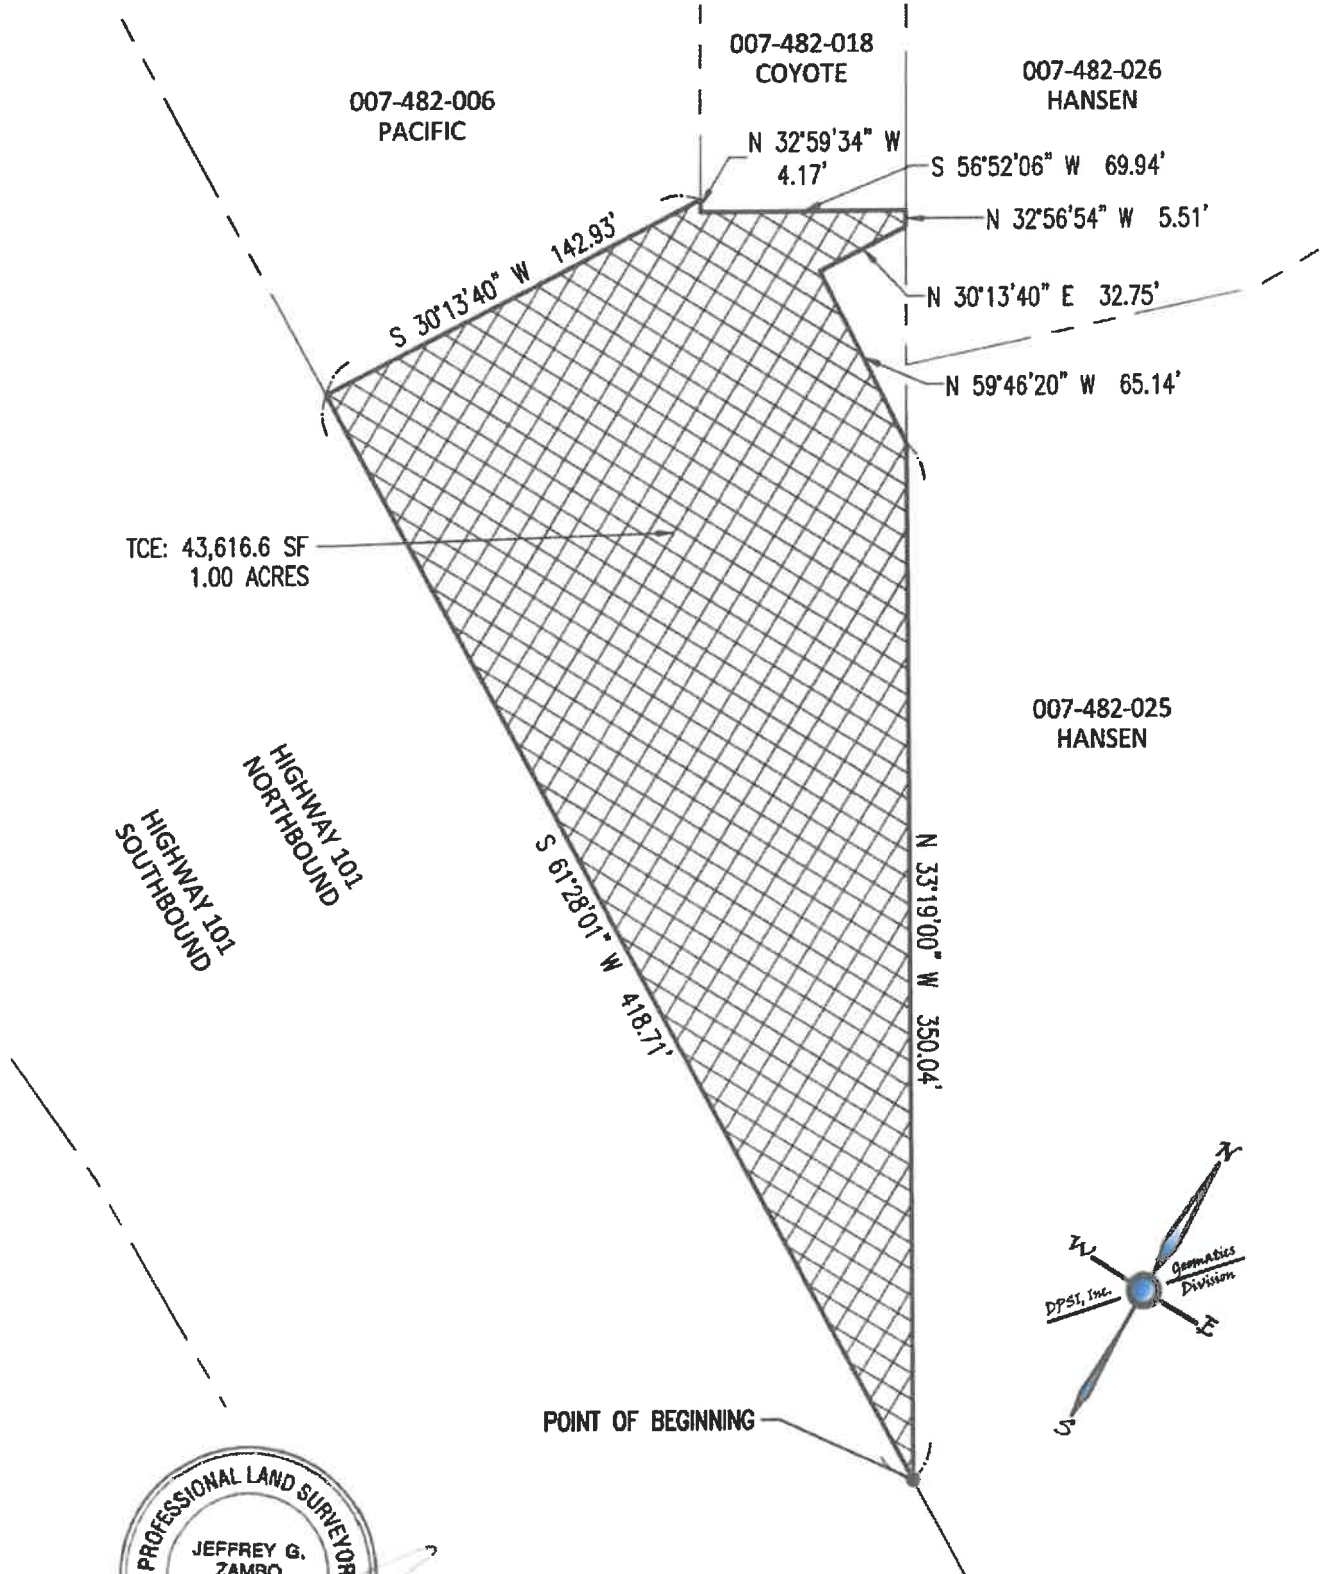 007-482-018
COYOTE
007-482-026
HANSEN
007-482-006
PACIFIC
N 32°59'34" W
4.17'
S 56°52'06" W 69.94'
N 32°56'54" W 5.51'
S 30°13'40" W 142.93'
N 30°13'40" E 32.75'
N 59°46'20" W 65.14'
TCE: 43,616.6 SF
1.00 ACRES
007-482-025
HANSEN
HIGHWAY 101
NORTHBOUND
HIGHWAY 101
SOUTHBOUND
S 61°28'01" W 418.71'
N 33°19'00" W 350.04'
N
W
Geomatics
DPSI, Inc.
Division
E
S
POINT OF BEGINNING
PROFESSIONAL LAND SURVEYOR
JEFFREY G.
ZAMBO